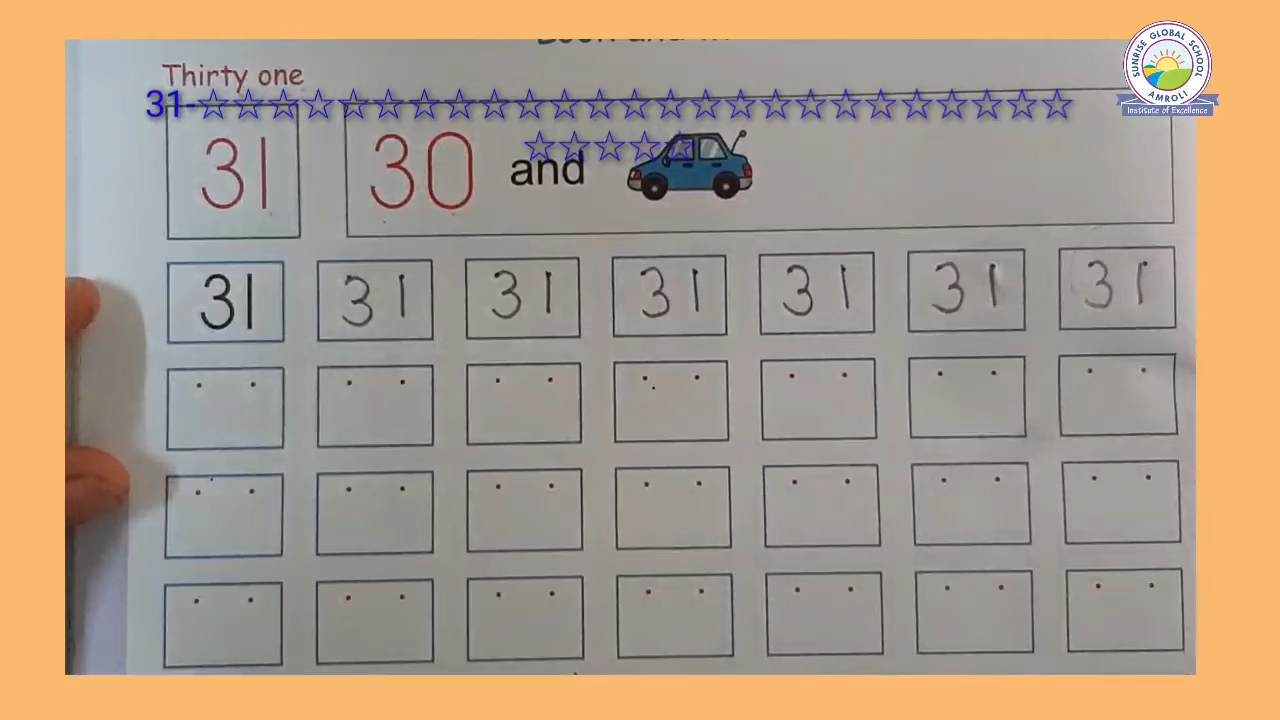 SUNRISE GLOBAL SCHOOL
AMROLI
Institute of Excellence
Thirty one
31-☆☆☆☆☆☆☆☆☆☆☆☆☆☆☆☆☆☆☆☆☆☆☆☆☆
☆☆☆☆☆
31 30 and
31 31 31 31 31 31 31